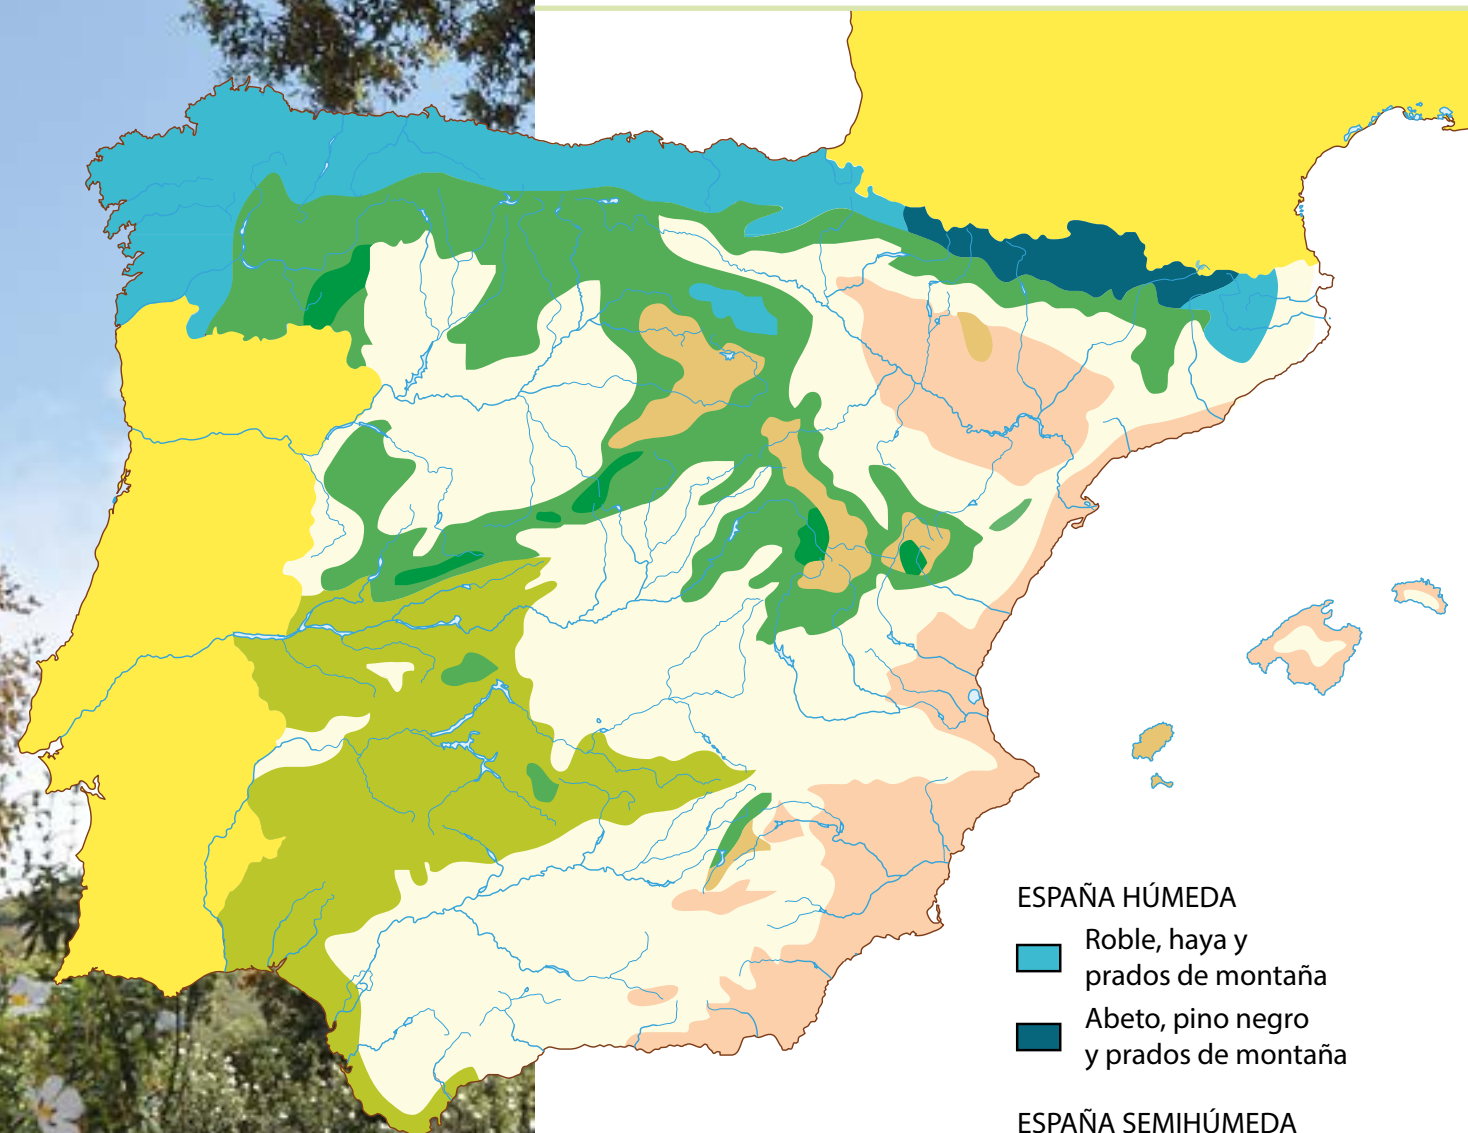 ESPAÑA HÚMEDA
Roble, haya y
prados de montaña
Abeto, pino negro
y prados de montaña
ESPAÑA SEMIHÚMEDA